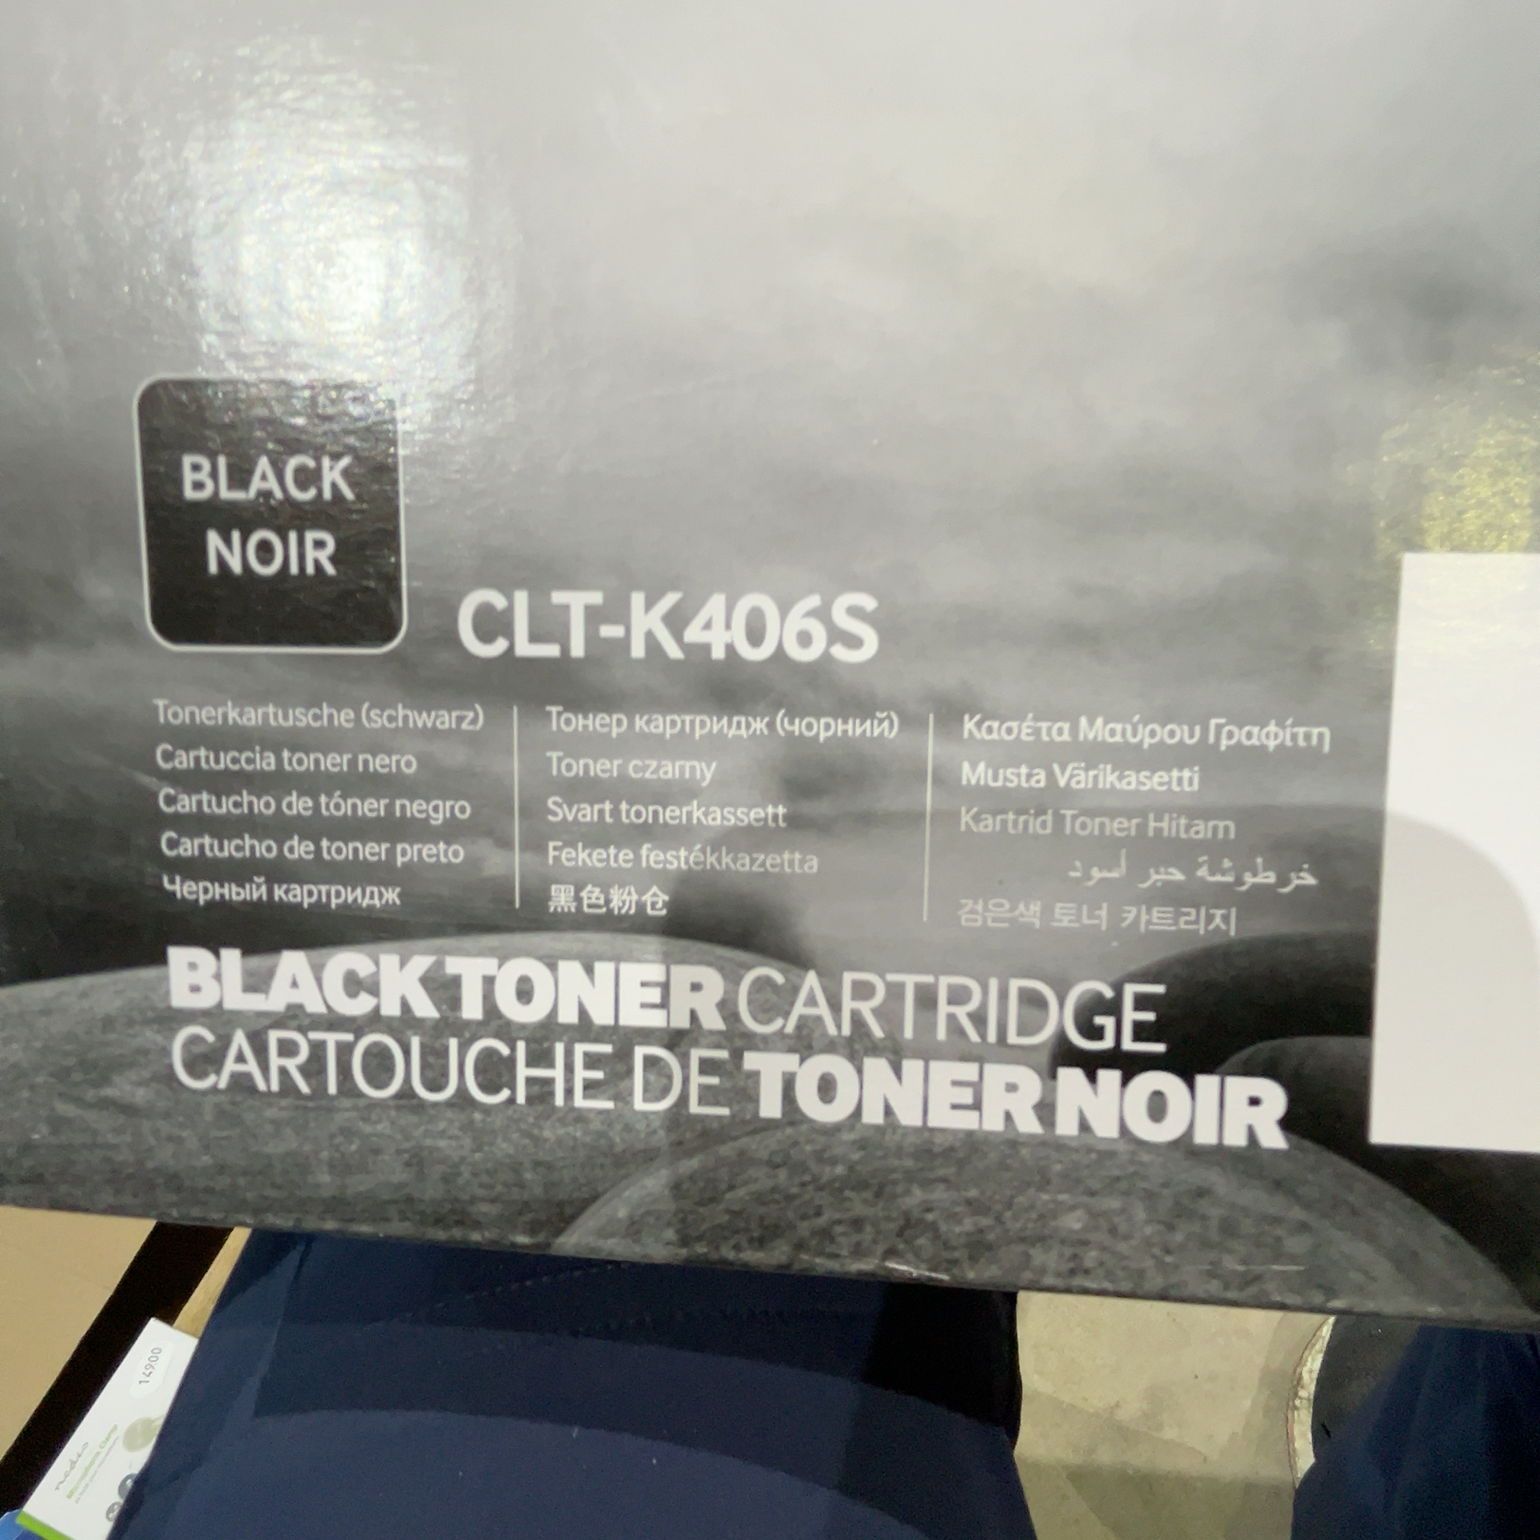 BLACK
NOIR
CLT-K406S
Tonerkartusche (schwarz)
Cartuccia toner nero
Cartucho de tóner negro
Cartucho de toner preto
Черный картридж
Тонер картридж (чорний)
Toner czarny
Svart tonerkassett
Fekete festékkazetta
黑色粉仓
Κασέτα Μαύρου Γραφίτη
Musta Värikasetti
Kartrid Toner Hitam
خرطوشة حبر أسود
검은색 토너 카트리지
BLACK TONER CARTRIDGE
CARTOUCHE DE TONER NOIR
14900